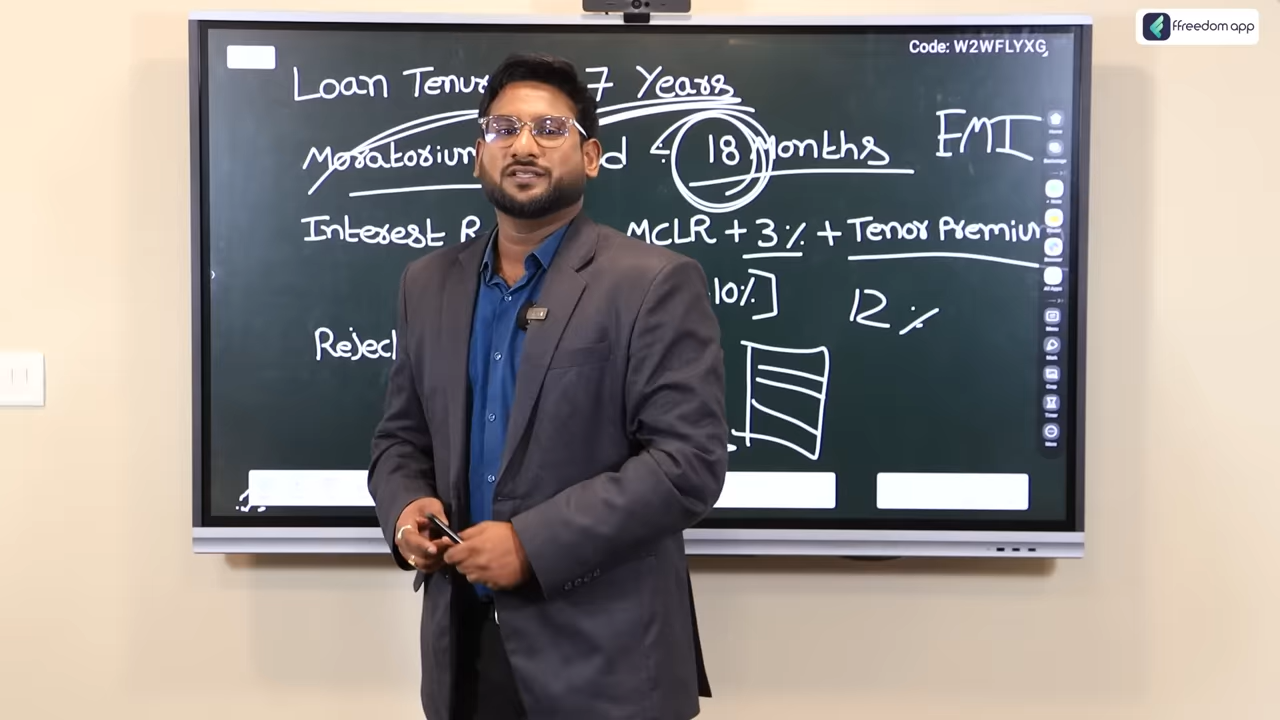 ffreedom app
Code: W2WFLYXG
Loan Tenur 7 Years
Moratorium d : 18 Months
EMI
Interest R MCLR + 3% + Tenor Premium
10%] 12%
Rejec